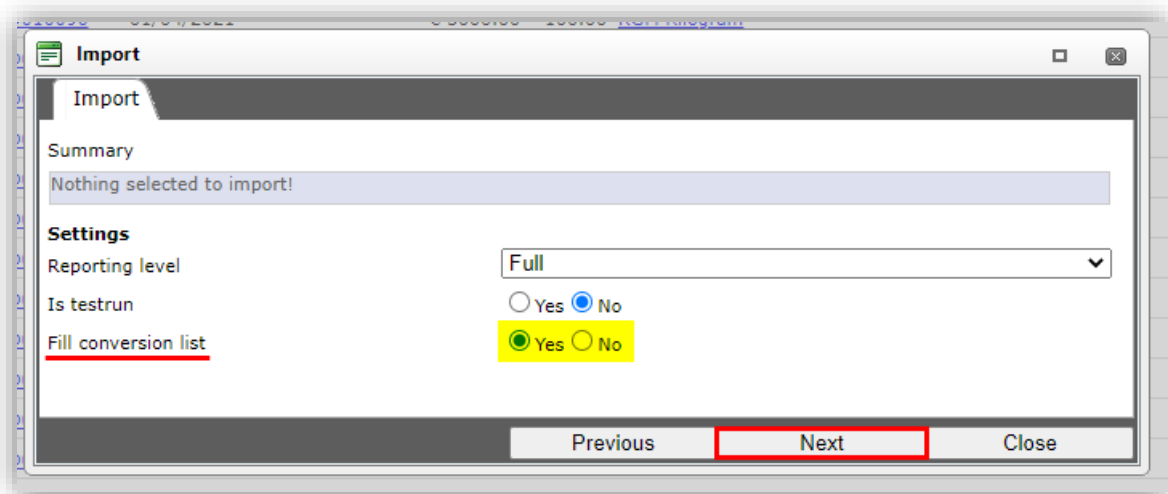 Import
Import
Summary
Nothing selected to import!
Settings
Reporting level Full
Is testrun Yes No
Fill conversion list Yes No
Previous Next Close